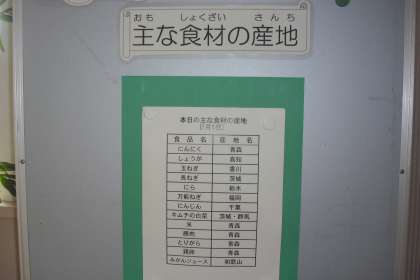 おも しょくざい さんち
主な食材の産地
本日の主な食材の産地
食品名 産地名
にんにく 青森
しょうが 高知
玉ねぎ 香川
長ねぎ 茨城
にら 栃木
万能ねぎ 福岡
にんじん 千葉
キムチの白菜 茨城・群馬
米 青森
豚肉 青森
とりがら 青森
鶏卵 青森
みかんジュース 和歌山